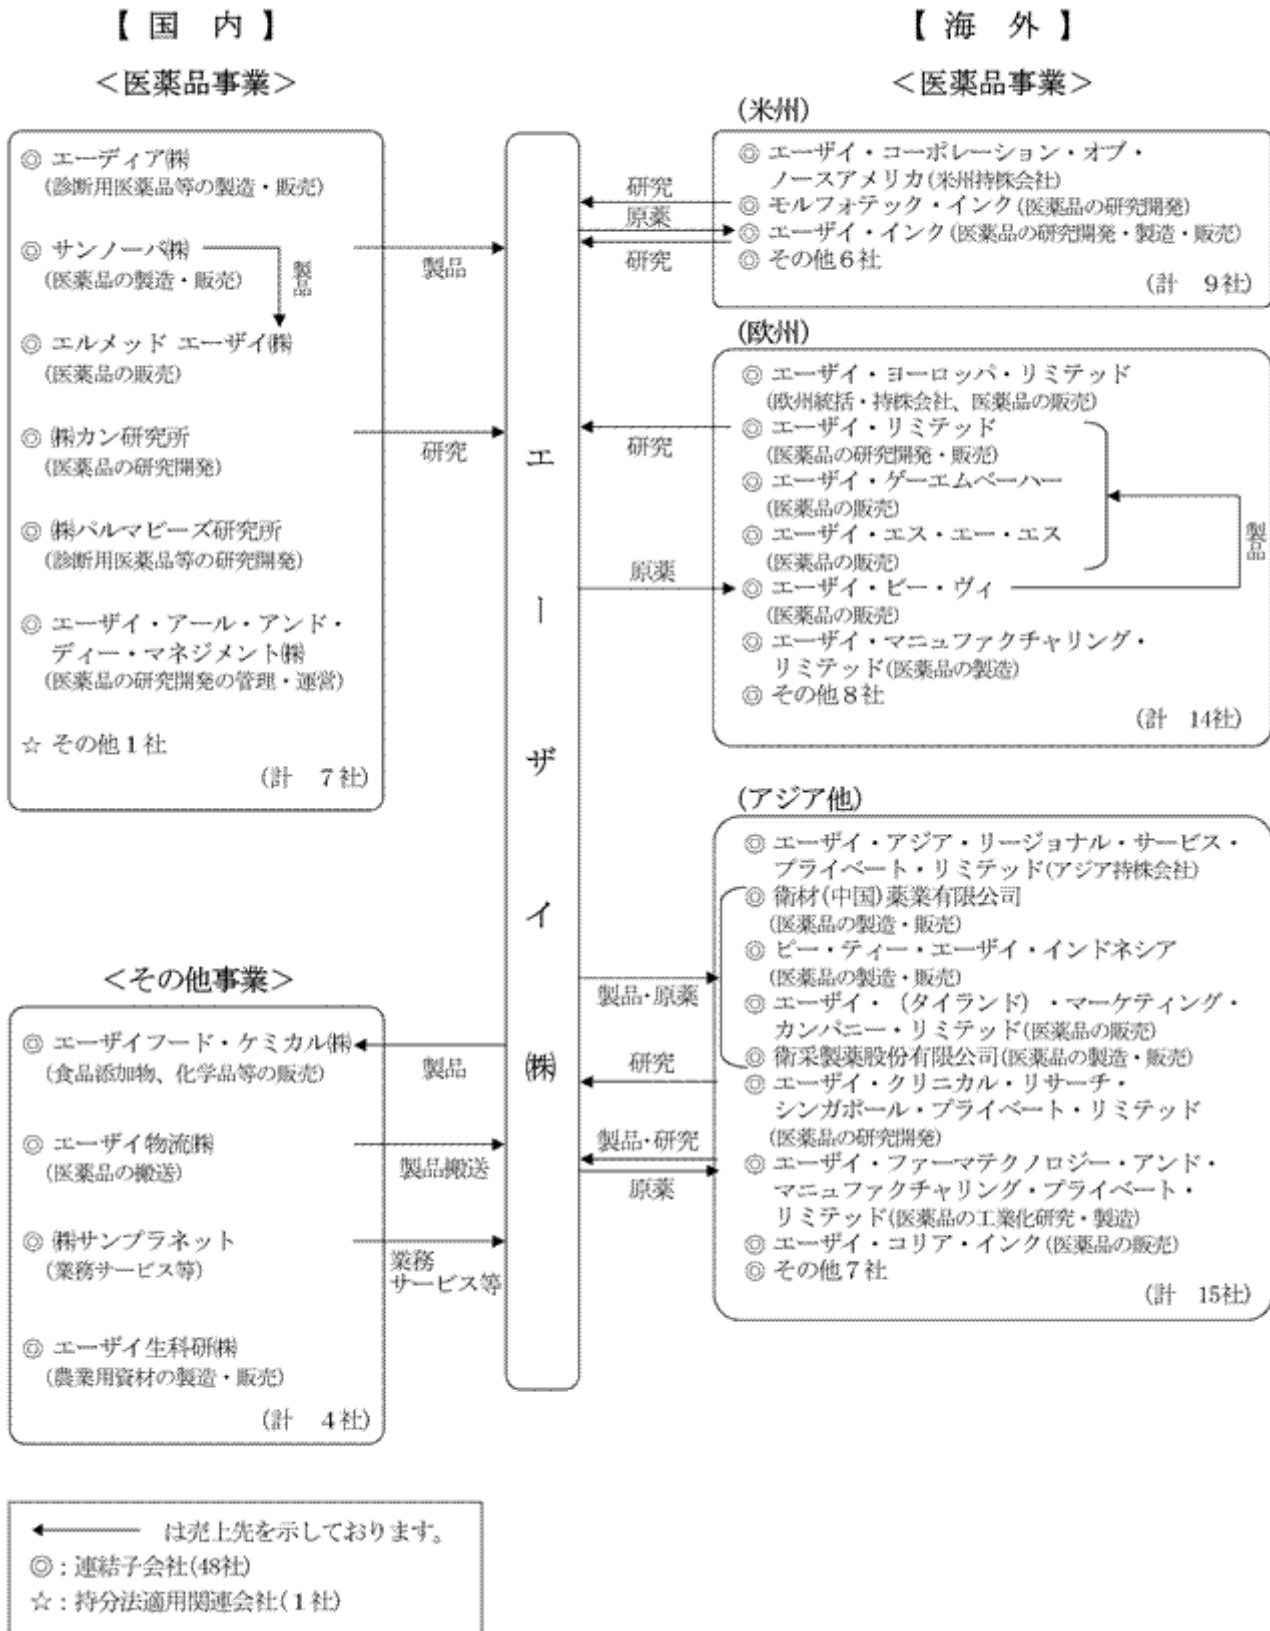 【 国 内 】
＜医薬品事業＞
◎ エーディア㈱
(診断用医薬品等の製造・販売)
◎ サンノーバ㈱
(医薬品の製造・販売)
製品
◎ エルメッド エーザイ㈱
(医薬品の販売)
◎ ㈱カン研究所
(医薬品の研究開発)
◎ ㈱パルマビーズ研究所
(診断用医薬品等の研究開発)
◎ エーザイ・アール・アンド・
ディー・マネジメント㈱
(医薬品の研究開発の管理・運営)
☆ その他１社
(計 ７社)
製品
研究
＜その他事業＞
◎ エーザイフード・ケミカル㈱
(食品添加物、化学品等の販売)
◎ エーザイ物流㈱
(医薬品の搬送)
◎ ㈱サンプラネット
(業務サービス等)
◎ エーザイ生科研㈱
(農業用資材の製造・販売)
(計 ４社)
製品
製品搬送
業務
サービス等
エーザイ㈱
【 海 外 】
＜医薬品事業＞
(米州)
研究
原薬
研究
◎ エーザイ・コーポレーション・オブ・
ノースアメリカ(米州持株会社)
◎ モルフォテック・インク(医薬品の研究開発)
◎ エーザイ・インク(医薬品の研究開発・製造・販売)
◎ その他６社
(計 ９社)
(欧州)
研究
原薬
◎ エーザイ・ヨーロッパ・リミテッド
(欧州統括・持株会社、医薬品の販売)
◎ エーザイ・リミテッド
(医薬品の研究開発・販売)
◎ エーザイ・ゲーエムベーハー
(医薬品の販売)
◎ エーザイ・エス・エー・エス
(医薬品の販売)
◎ エーザイ・ビー・ヴィ
(医薬品の販売)
◎ エーザイ・マニュファクチャリング・
リミテッド(医薬品の製造)
◎ その他８社
(計 14社)
製品
(アジア他)
製品･原薬
研究
製品･研究
原薬
◎ エーザイ・アジア・リージョナル・サービス・
プライベート・リミテッド(アジア持株会社)
◎ 衛材(中国)薬業有限公司
(医薬品の製造・販売)
◎ ピー・ティー・エーザイ・インドネシア
(医薬品の製造・販売)
◎ エーザイ・（タイランド）・マーケティング・
カンパニー・リミテッド(医薬品の販売)
◎ 衛采製薬股份有限公司(医薬品の製造・販売)
◎ エーザイ・クリニカル・リサーチ・
シンガポール・プライベート・リミテッド
(医薬品の研究開発)
◎ エーザイ・ファーマテクノロジー・アンド・
マニュファクチャリング・プライベート・
リミテッド(医薬品の工業化研究・製造)
◎ エーザイ・コリア・インク(医薬品の販売)
◎ その他７社
(計 15社)
は売上先を示しております。
◎：連結子会社(48社)
☆：持分法適用関連会社(１社)